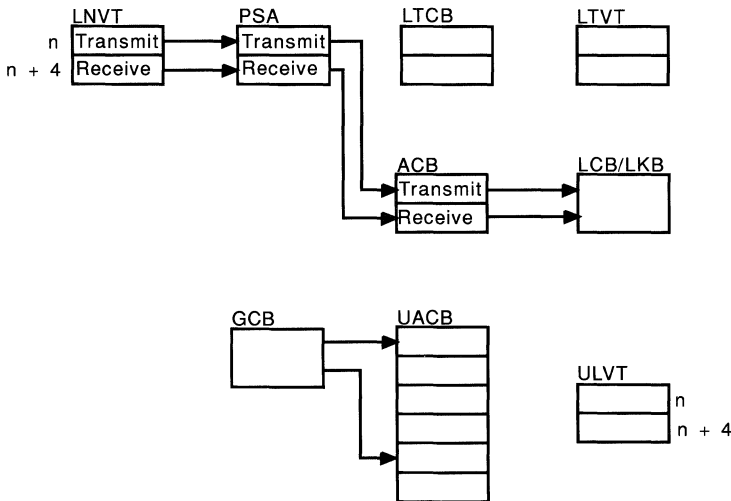 LNVT PSA LTCB LTVT
n Transmit Transmit
n + 4 Receive Receive
ACB LCB/LKB
Transmit
Receive
GCB UACB
ULVT
n
n + 4